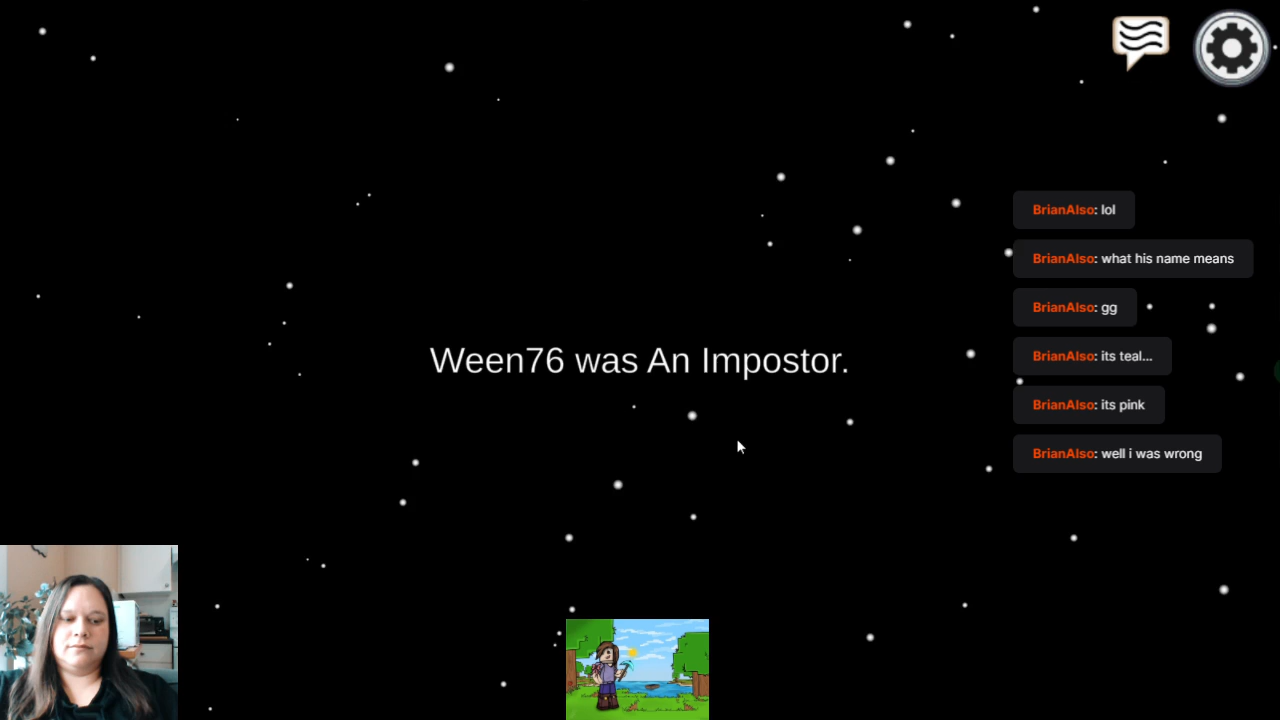 BrianAlso: lol
BrianAlso: what his name means
BrianAlso: gg
BrianAlso: its teal...
Ween76 was An Impostor.
BrianAlso: its pink
BrianAlso: well i was wrong